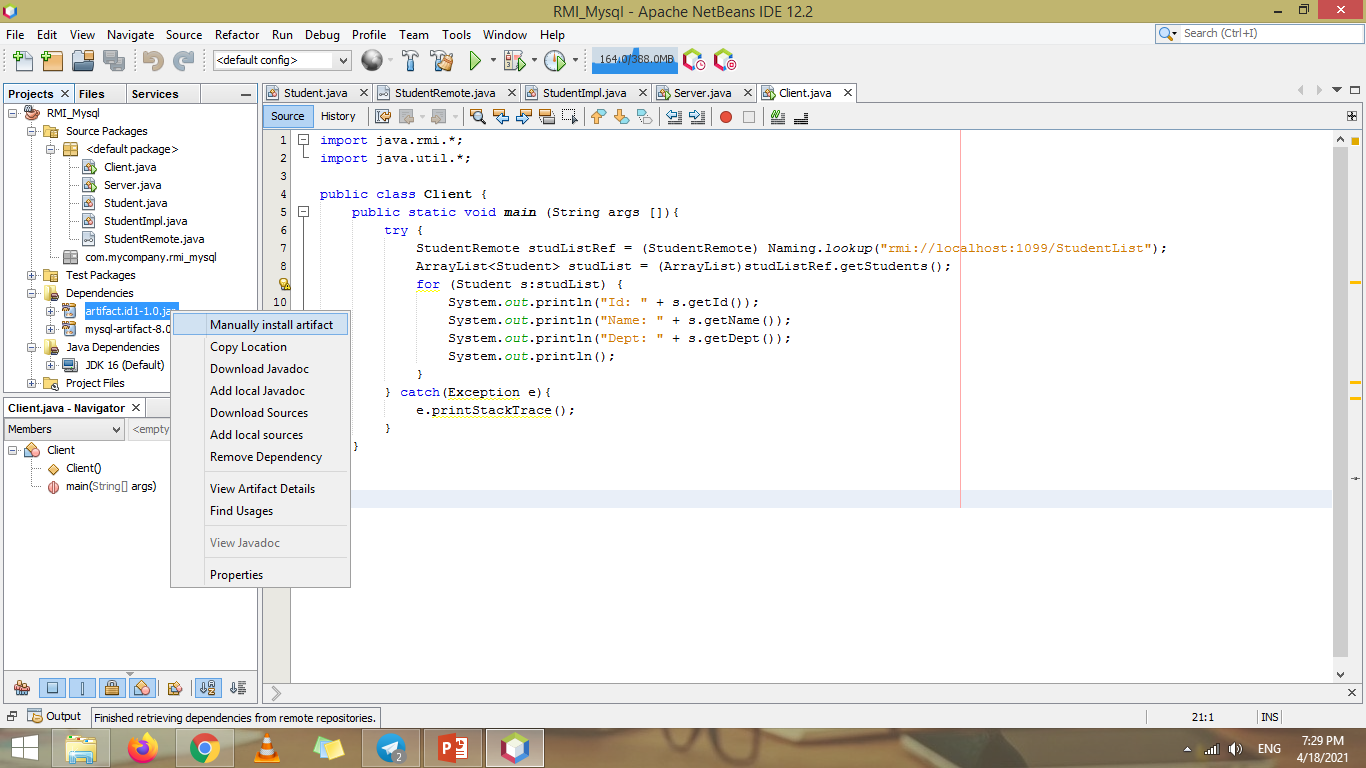 RMI_Mysql - Apache NetBeans IDE 12.2
File Edit View Navigate Source Refactor Run Debug Profile Team Tools Window Help
Search (Ctrl+I)
<default config>
164.0/388.0MB
Projects Files Services
Student.java StudentRemote.java StudentImpl.java Server.java Client.java
Source History
RMI_Mysql
Source Packages
<default package>
Client.java
Server.java
Student.java
StudentImpl.java
StudentRemote.java
com.mycompany.rmi_mysql
Test Packages
Dependencies
artifact.id1-1.0.jar
mysql-artifact-8.0
Java Dependencies
JDK 16 (Default)
Project Files
Manually install artifact
Copy Location
Download Javadoc
Add local Javadoc
Download Sources
Add local sources
Remove Dependency
View Artifact Details
Find Usages
View Javadoc
Properties
Client.java - Navigator
Members
<empty
Client
Client()
main(String[] args)
1 import java.rmi.*;
2 import java.util.*;
3
4 public class Client {
5 public static void main (String args []){
6 try {
7 StudentRemote studListRef = (StudentRemote) Naming.lookup("rmi://localhost:1099/StudentList");
8 ArrayList<Student> studList = (ArrayList)studListRef.getStudents();
for (Student s:studList) {
10 System.out.println("Id: " + s.getId());
System.out.println("Name: " + s.getName());
System.out.println("Dept: " + s.getDept());
System.out.println();
}
} catch(Exception e){
e.printStackTrace();
}
}
Output
Finished retrieving dependencies from remote repositories.
21:1 INS
2
ENG
7:29 PM
4/18/2021